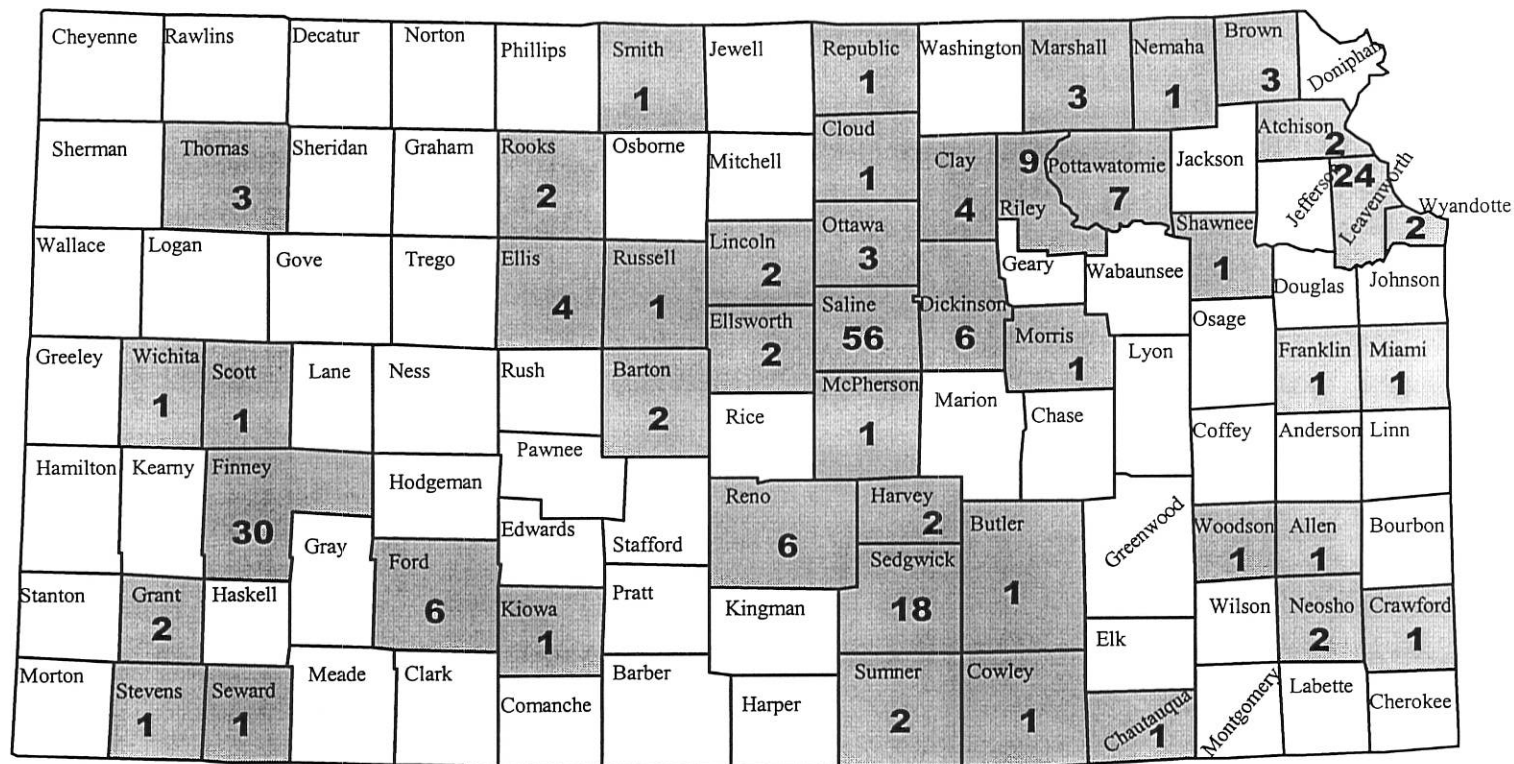 Cheyenne
Rawlins
Decatur
Norton
Phillips
Smith
1
Jewell
Republic
1
Washington
Marshall
3
Nemaha
1
Brown
3
Doniphan
Sherman
Thomas
3
Sheridan
Graham
Rooks
2
Osborne
Mitchell
Cloud
1
Clay
4
9
Riley
Pottawatomie
7
Jackson
Atchison
2
Jefferson
24
Leavenworth
Wyandotte
2
Wallace
Logan
Gove
Trego
Ellis
4
Russell
1
Lincoln
2
Ottawa
3
Geary
Wabaunsee
Shawnee
1
Douglas
Johnson
Ellsworth
2
Saline
56
Dickinson
6
Morris
1
Lyon
Osage
Franklin
1
Miami
1
Greeley
Wichita
1
Scott
1
Lane
Ness
Rush
Barton
2
Rice
McPherson
1
Marion
Chase
Coffey
Anderson
Linn
Hamilton
Kearny
Finney
30
Hodgeman
Pawnee
Edwards
Stafford
Reno
6
Harvey
2
Butler
1
Greenwood
Woodson
1
Allen
1
Bourbon
Gray
Ford
6
Sedgwick
18
Stanton
Grant
2
Haskell
Kiowa
1
Pratt
Kingman
Elk
Wilson
Neosho
2
Crawford
1
Morton
Stevens
1
Seward
1
Meade
Clark
Comanche
Barber
Harper
Sumner
2
Cowley
1
Chautauqua
1
Montgomery
Labette
Cherokee